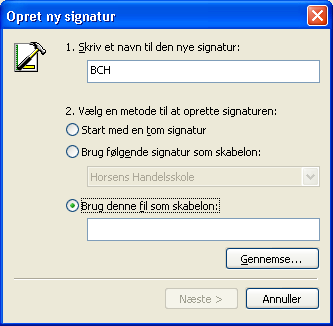 Opret ny signatur
1. Skriv et navn til den nye signatur:
BCH
2. Vælg en metode til at oprette signaturen:
Start med en tom signatur
Brug følgende signatur som skabelon:
Horsens Handelsskole
Brug denne fil som skabelon:
Gennemse...
Næste >
Annuller